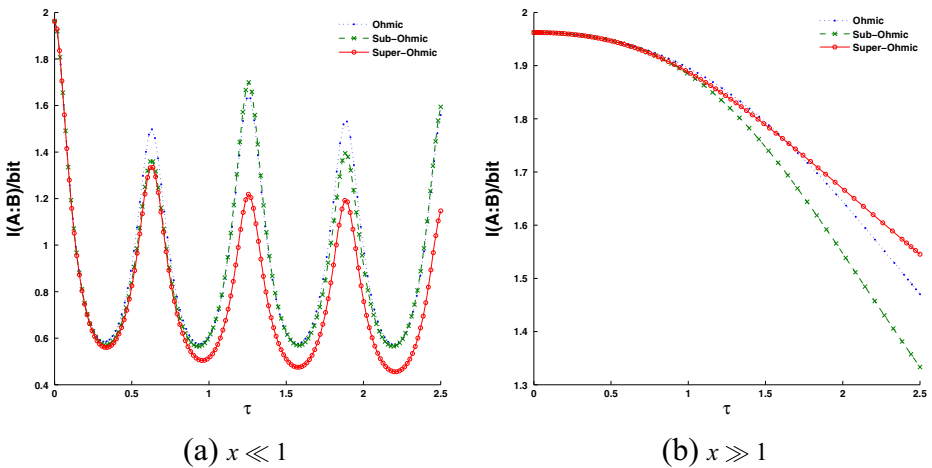 I(A:B)/bit
2
1.8
1.6
1.4
1.2
1
0.8
0.6
0.4
0
0.5
1
1.5
2
2.5
τ
Ohmic
Sub−Ohmic
Super−Ohmic
(a) x ≪ 1
I(A:B)/bit
2
1.9
1.8
1.7
1.6
1.5
1.4
1.3
0
0.5
1
1.5
2
2.5
τ
Ohmic
Sub−Ohmic
Super−Ohmic
(b) x ≫ 1